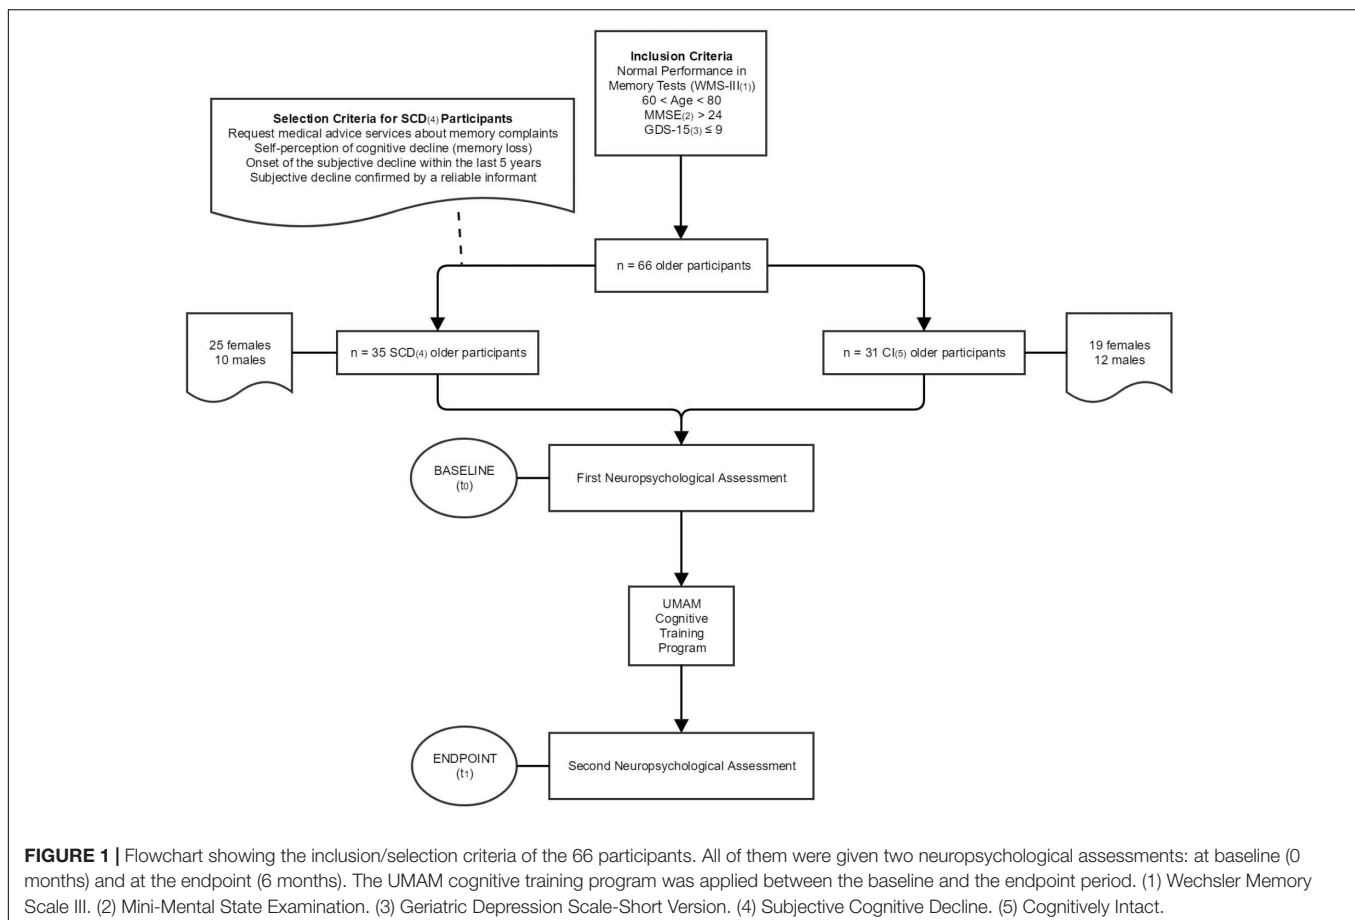 Inclusion Criteria
Normal Performance in
Memory Tests (WMS-III(1))
60 < Age < 80
MMSE(2) > 24
GDS-15(3) ≤ 9
Selection Criteria for SCD(4) Participants
Request medical advice services about memory complaints
Self-perception of cognitive decline (memory loss)
Onset of the subjective decline within the last 5 years
Subjective decline confirmed by a reliable informant
n = 66 older participants
25 females
10 males
n = 35 SCD(4) older participants
n = 31 CI(5) older participants
19 females
12 males
BASELINE
(t0)
First Neuropsychological Assessment
UMAM
Cognitive
Training
Program
ENDPOINT
(t1)
Second Neuropsychological Assessment
FIGURE 1 | Flowchart showing the inclusion/selection criteria of the 66 participants. All of them were given two neuropsychological assessments: at baseline (0
months) and at the endpoint (6 months). The UMAM cognitive training program was applied between the baseline and the endpoint period. (1) Wechsler Memory
Scale III. (2) Mini-Mental State Examination. (3) Geriatric Depression Scale-Short Version. (4) Subjective Cognitive Decline. (5) Cognitively Intact.